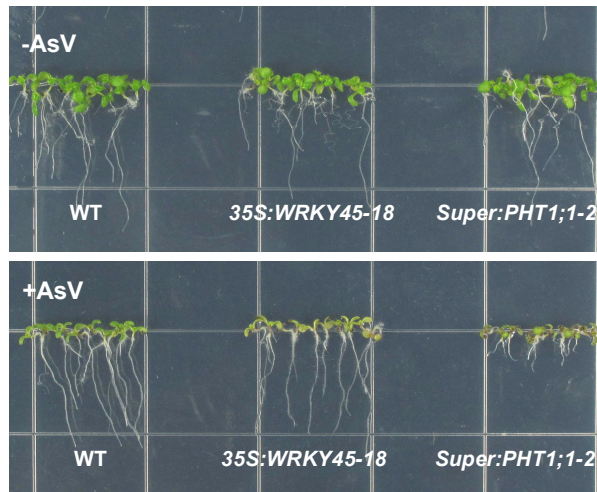 -AsV
WT
35S:WRKY45-18
Super:PHT1;1-2
+AsV
WT
35S:WRKY45-18
Super:PHT1;1-2